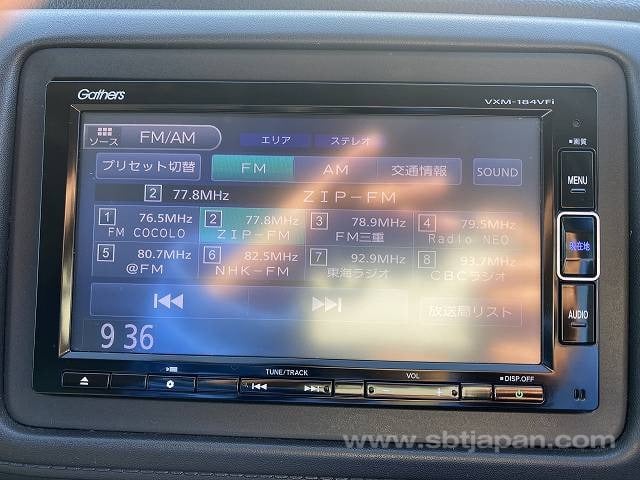 Gathers
VXM-184VFi
ソース FM/AM エリア ステレオ
■画質
プリセット切替 FM AM 交通情報 SOUND
MENU
2 77.8MHz ZIP-FM
1 76.5MHz FM COCOLO
2 77.8MHz ZIP-FM
3 78.9MHz FM三重
4 79.5MHz Radio NEO
現在地
5 80.7MHz @FM
6 82.5MHz NHK-FM
7 92.9MHz 東海ラジオ
8 93.7MHz CBCラジオ
放送局リスト
AUDIO
9 36
TUNE/TRACK VOL ■DISP.OFF
www.sbtjapan.com